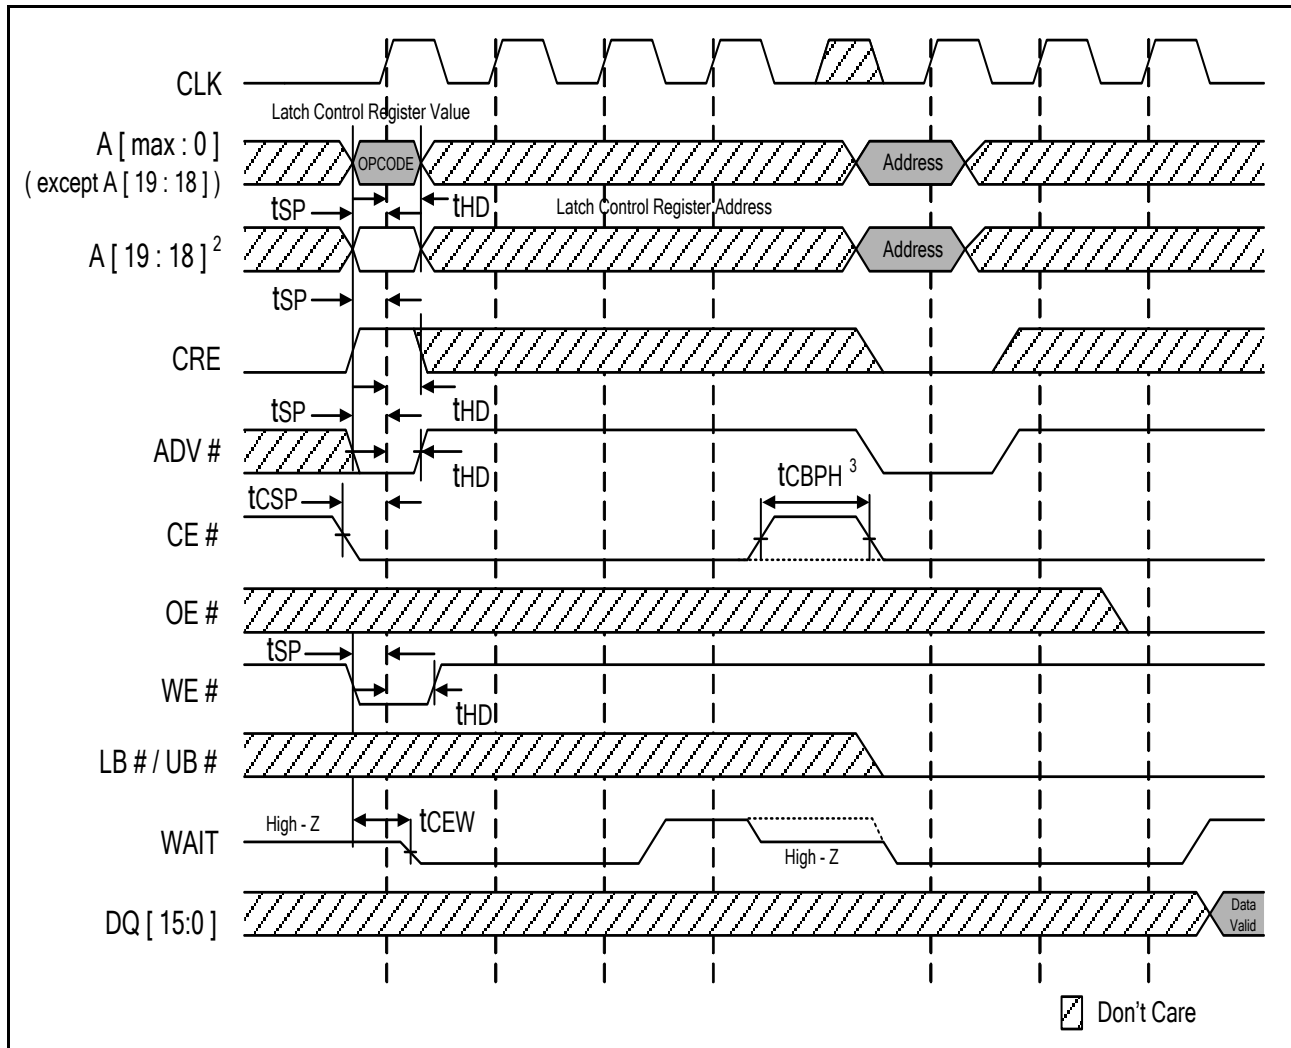 CLK
Latch Control Register Value
A [ max : 0 ]
( except A [ 19 : 18 ] )
OPCODE
Address
tSP
tHD
Latch Control Register Address
A [ 19 : 18 ] 2
Address
tSP
CRE
tSP
tHD
ADV #
tHD
tCSP
tCBPH 3
CE #
OE #
tSP
WE #
tHD
LB # / UB #
High - Z
tCEW
WAIT
High - Z
DQ [ 15:0 ]
Data
Valid
Don't Care